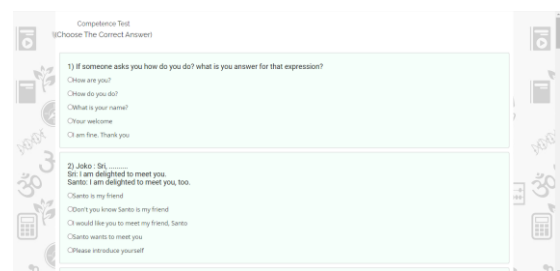 Competence Test
\(Choose The Correct Answer)
1) If someone asks you how do you do? what is you answer for that expression?
How are you?
How do you do?
What is your name?
Your welcome
I am fine. Thank you
2) Joko : Sri, ..........
Sri: I am delighted to meet you.
Santo: I am delighted to meet you, too.
Santo is my friend
Don't you know Santo is my friend
I would like you to meet my friend, Santo
Santo wants to meet you
Please introduce yourself